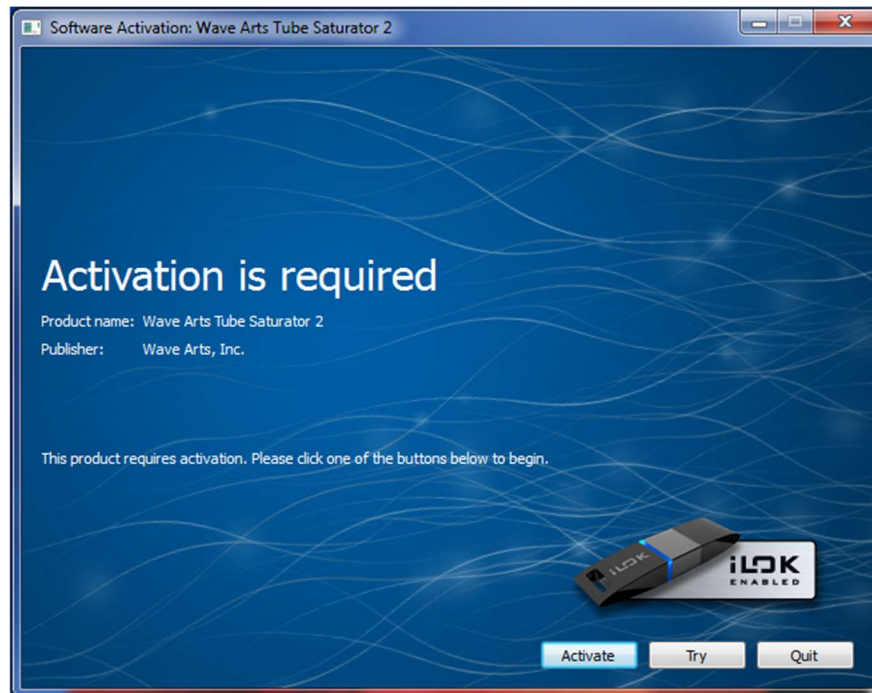 Software Activation: Wave Arts Tube Saturator 2
Activation is required
Product name: Wave Arts Tube Saturator 2
Publisher: Wave Arts, Inc.
This product requires activation. Please click one of the buttons below to begin.
iLOK
iLOK
ENABLED
Activate Try Quit